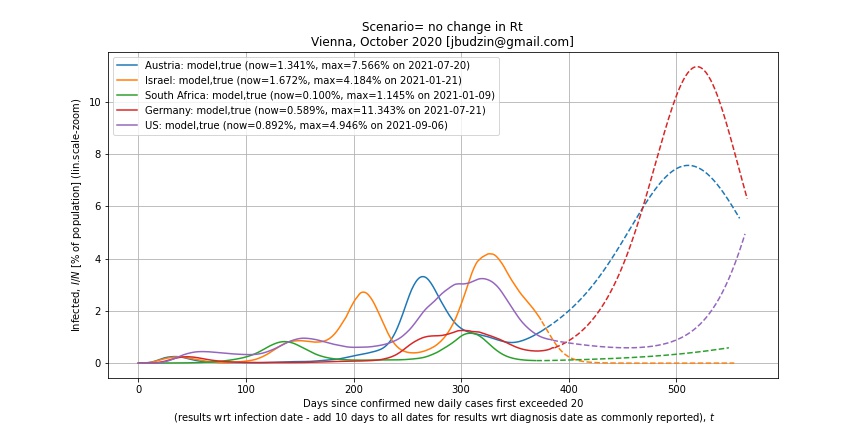 Scenario= no change in Rt
Vienna, October 2020 [jbudzin@gmail.com]
Austria: model,true (now=1.341%, max=7.566% on 2021-07-20)
Israel: model,true (now=1.672%, max=4.184% on 2021-01-21)
South Africa: model,true (now=0.100%, max=1.145% on 2021-01-09)
Germany: model,true (now=0.589%, max=11.343% on 2021-07-21)
US: model,true (now=0.892%, max=4.946% on 2021-09-06)
Infected, I/N [% of population] (lin.scale-zoom)
10
8
6
4
2
0
0 100 200 300 400 500
Days since confirmed new daily cases first exceeded 20
(results wrt infection date - add 10 days to all dates for results wrt diagnosis date as commonly reported), t